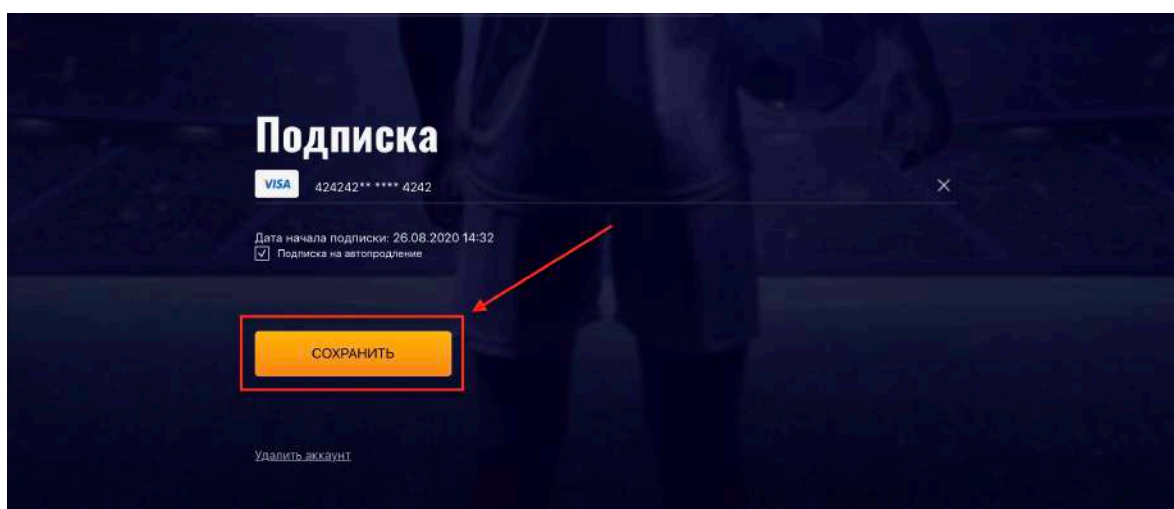 Подписка
VISA 424242** **** 4242
Дата начала подписки: 26.08.2020 14:32
Подписка на автопродление
СОХРАНИТЬ
Удалить аккаунт